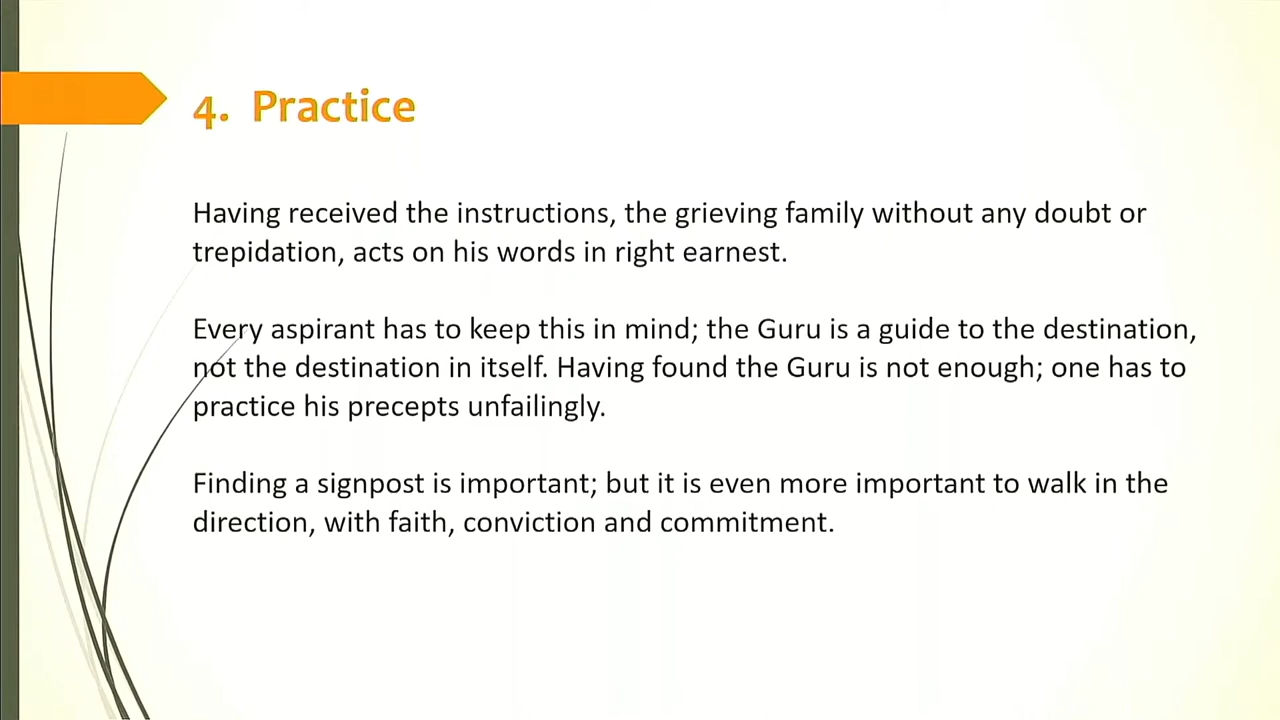 4. Practice
Having received the instructions, the grieving family without any doubt or
trepidation, acts on his words in right earnest.
Every aspirant has to keep this in mind; the Guru is a guide to the destination,
not the destination in itself. Having found the Guru is not enough; one has to
practice his precepts unfailingly.
Finding a signpost is important; but it is even more important to walk in the
direction, with faith, conviction and commitment.